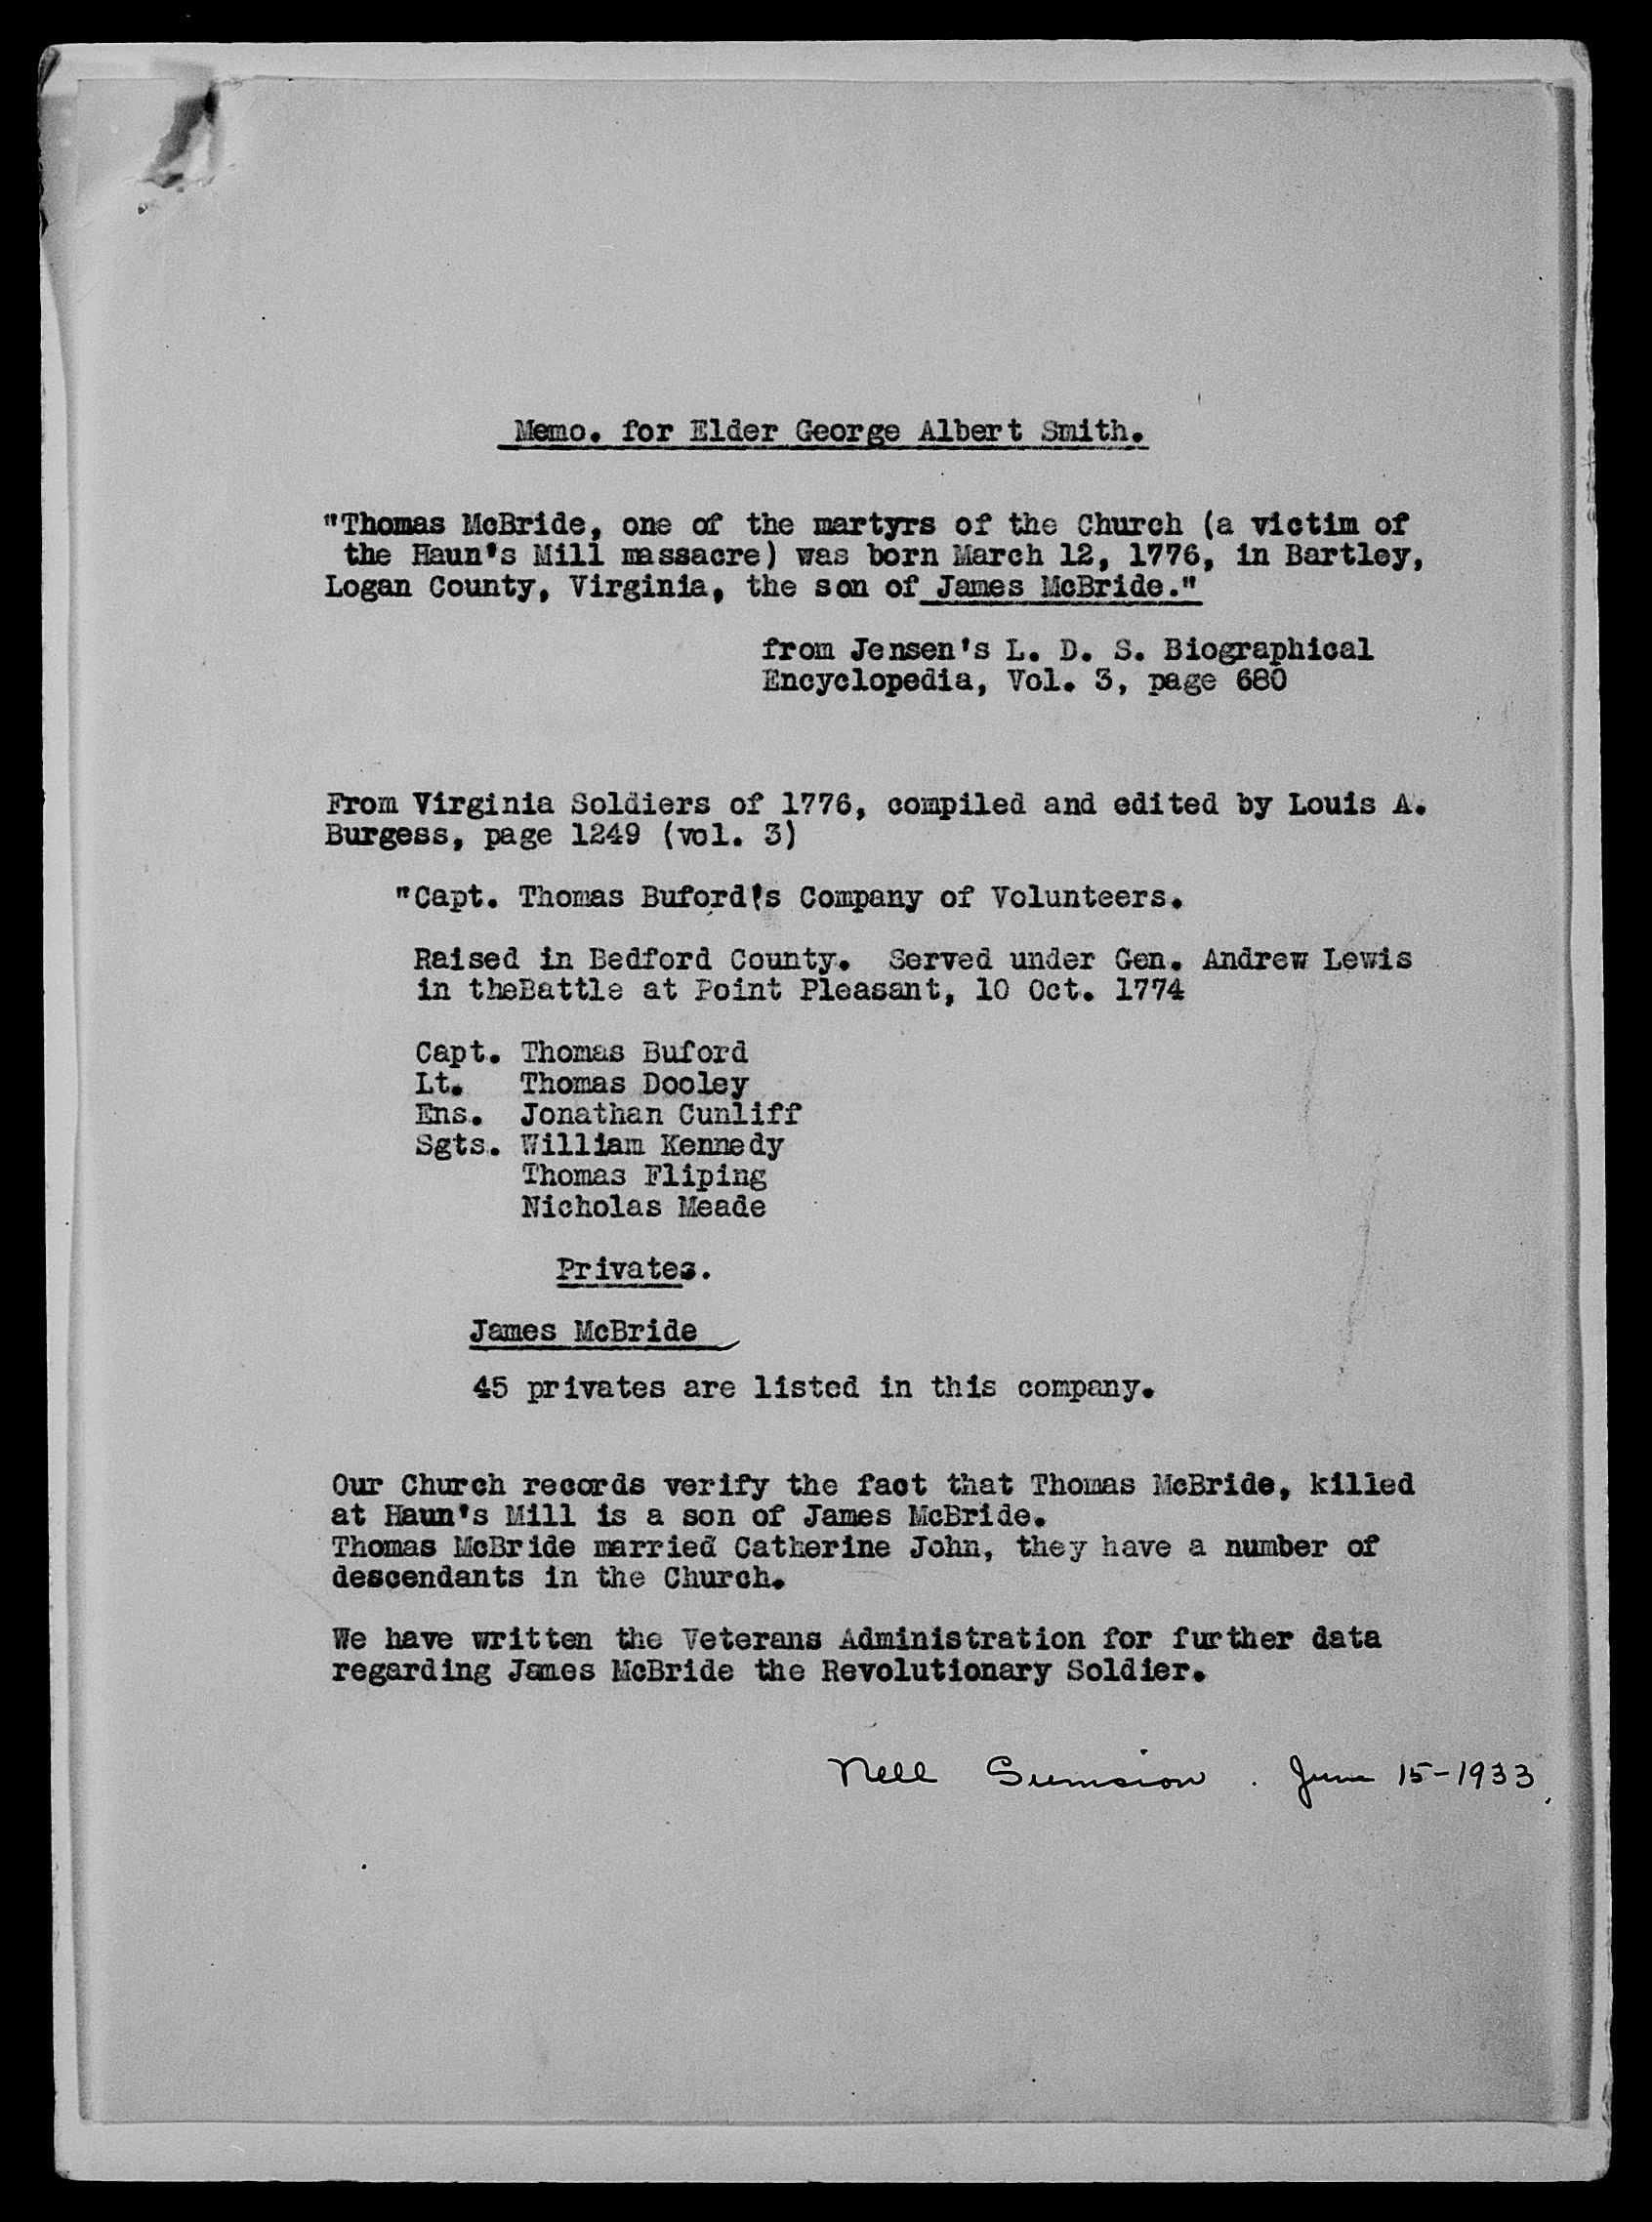 Memo. for Elder George Albert Smith.
"Thomas McBride, one of the martyrs of the Church (a victim of
the Haun's Mill massacre) was born March 12, 1776, in Bartley,
Logan County, Virginia, the son of James McBride."
from Jensen's L. D. S. Biographical
Encyclopedia, Vol. 3, page 680
From Virginia Soldiers of 1776, compiled and edited by Louis A.
Burgess, page 1249 (vol. 3)
"Capt. Thomas Buford's Company of Volunteers.
Raised in Bedford County. Served under Gen. Andrew Lewis
in theBattle at Point Pleasant, 10 Oct. 1774
Capt. Thomas Buford
Lt. Thomas Dooley
Ens. Jonathan Cunliff
Sgts. William Kennedy
Thomas Fliping
Nicholas Meade
Privates.
James McBride
45 privates are listed in this company.
Our Church records verify the fact that Thomas McBride, killed
at Haun's Mill is a son of James McBride.
Thomas McBride married Catherine John, they have a number of
descendants in the Church.
We have written the Veterans Administration for further data
regarding James McBride the Revolutionary Soldier.
Nell Sumsion . June 15-1933.